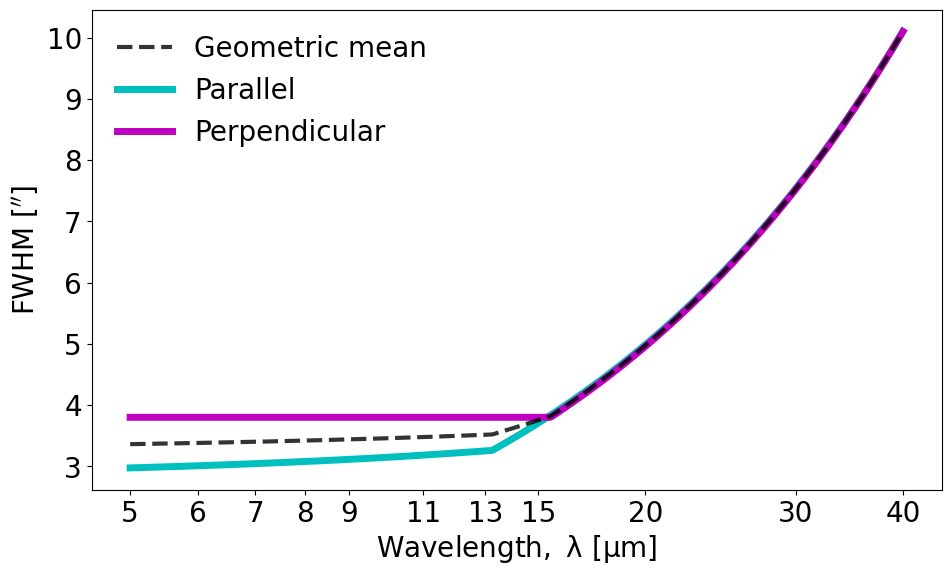 Geometric mean
Parallel
Perpendicular
FWHM [″]
10
9
8
7
6
5
4
3
5 6 7 8 9 11 13 15 20 30 40
Wavelength, λ [μm]